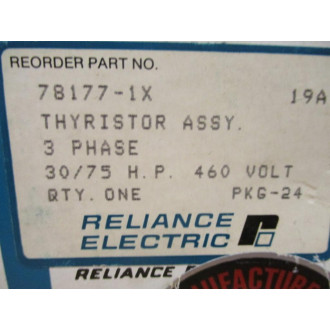 REORDER PART NO.
78177-1X 19A
THYRISTOR ASSY.
3 PHASE
30/75 H.P. 460 VOLT
QTY. ONE PKG-24
RELIANCE
ELECTRIC
RELIANCE